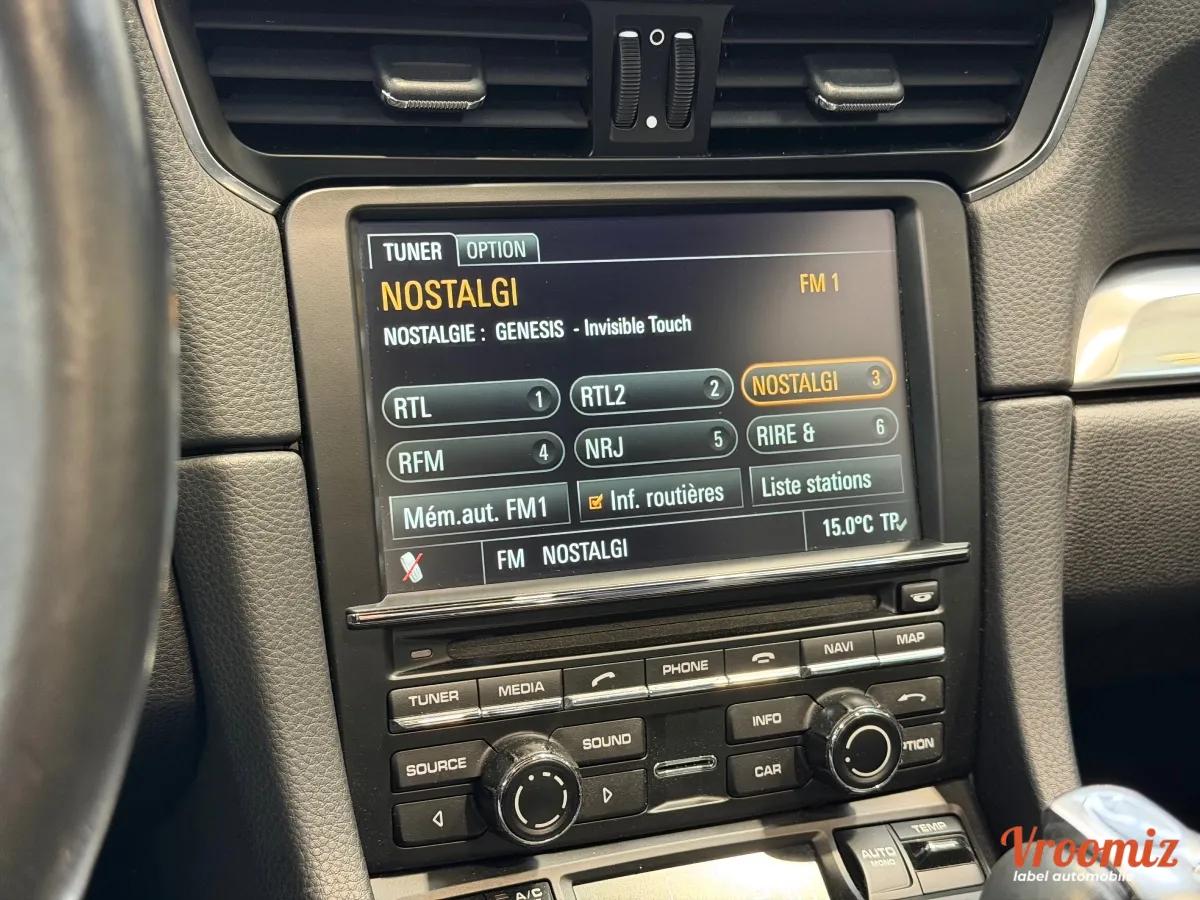 TUNER OPTION
NOSTALGI FM 1
NOSTALGIE : GENESIS - Invisible Touch
RTL 1 RTL2 2 NOSTALGI 3
RFM 4 NRJ 5 RIRE & 6
Mém.aut. FM1 Inf. routières Liste stations
FM NOSTALGI 15.0°C TP
TUNER MEDIA PHONE NAVI MAP
SOURCE SOUND INFO
CAR PTION
AUTO MONO TEMP
A/C
Vroomiz
label automobile